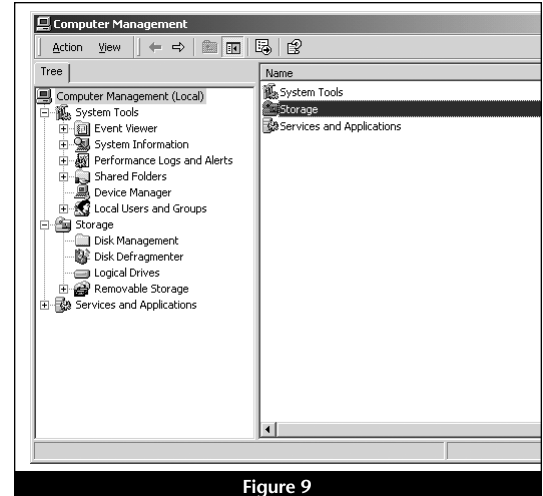 Computer Management
Action View
Tree
Name
Computer Management (Local)
System Tools
Event Viewer
System Information
Performance Logs and Alerts
Shared Folders
Device Manager
Local Users and Groups
Storage
Disk Management
Disk Defragmenter
Logical Drives
Removable Storage
Services and Applications
System Tools
Storage
Services and Applications
Figure 9